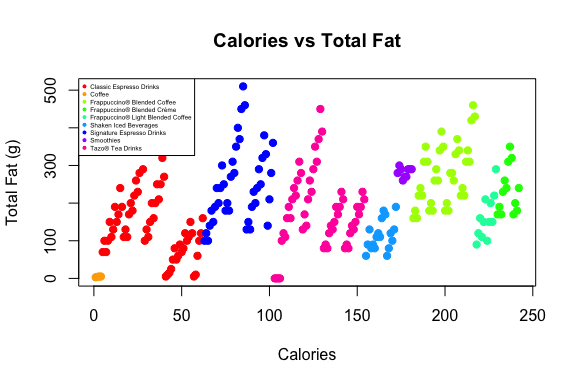 Calories vs Total Fat
Total Fat (g)
500
300
100
0
Classic Espresso Drinks
Coffee
Frappuccino® Blended Coffee
Frappuccino® Blended Crème
Frappuccino® Light Blended Coffee
Shaken Iced Beverages
Signature Espresso Drinks
Smoothies
Tazo® Tea Drinks
0 50 100 150 200 250
Calories